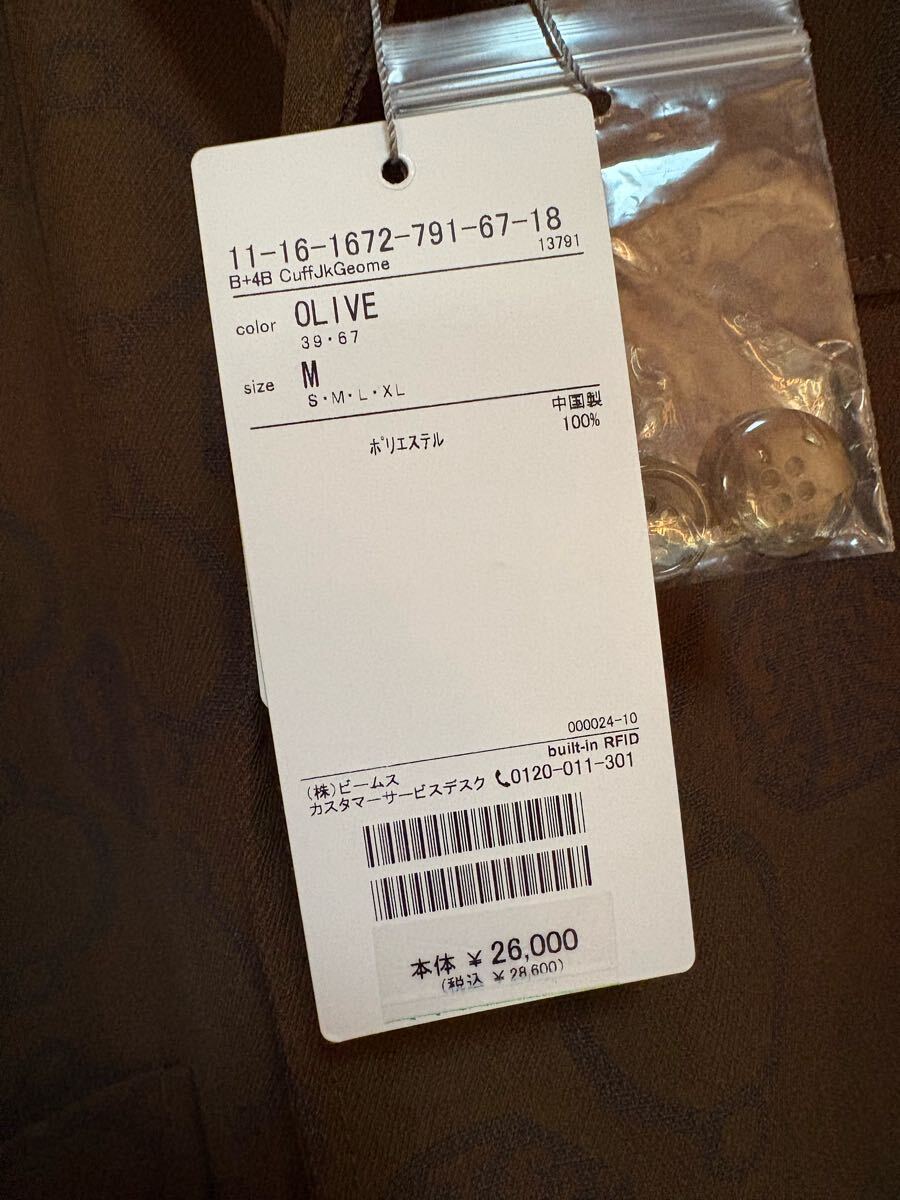 11-16-1672-791-67-18
B+4B CuffJkGeome 13791
color OLIVE
39・67
size M
S・M・L・XL
中国製
ポリエステル 100%
000024-10
built-in RFID
(株)ビームス
カスタマーサービスデスク 0120-011-301
本体 ¥ 26,000
(税込 ¥ 28,600)